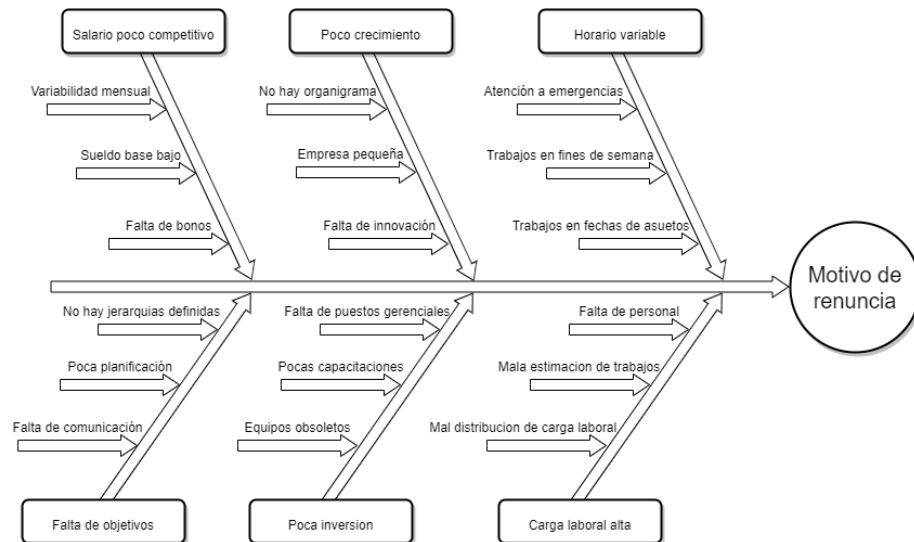 Salario poco competitivo
Poco crecimiento
Horario variable
Variabilidad mensual
No hay organigrama
Atención a emergencias
Sueldo base bajo
Empresa pequeña
Trabajos en fines de semana
Falta de bonos
Falta de innovación
Trabajos en fechas de asuetos
Motivo de
renuncia
No hay jerarquias definidas
Falta de puestos gerenciales
Falta de personal
Poca planificación
Pocas capacitaciones
Mala estimacion de trabajos
Falta de comunicación
Equipos obsoletos
Mal distribucion de carga laboral
Falta de objetivos
Poca inversion
Carga laboral alta